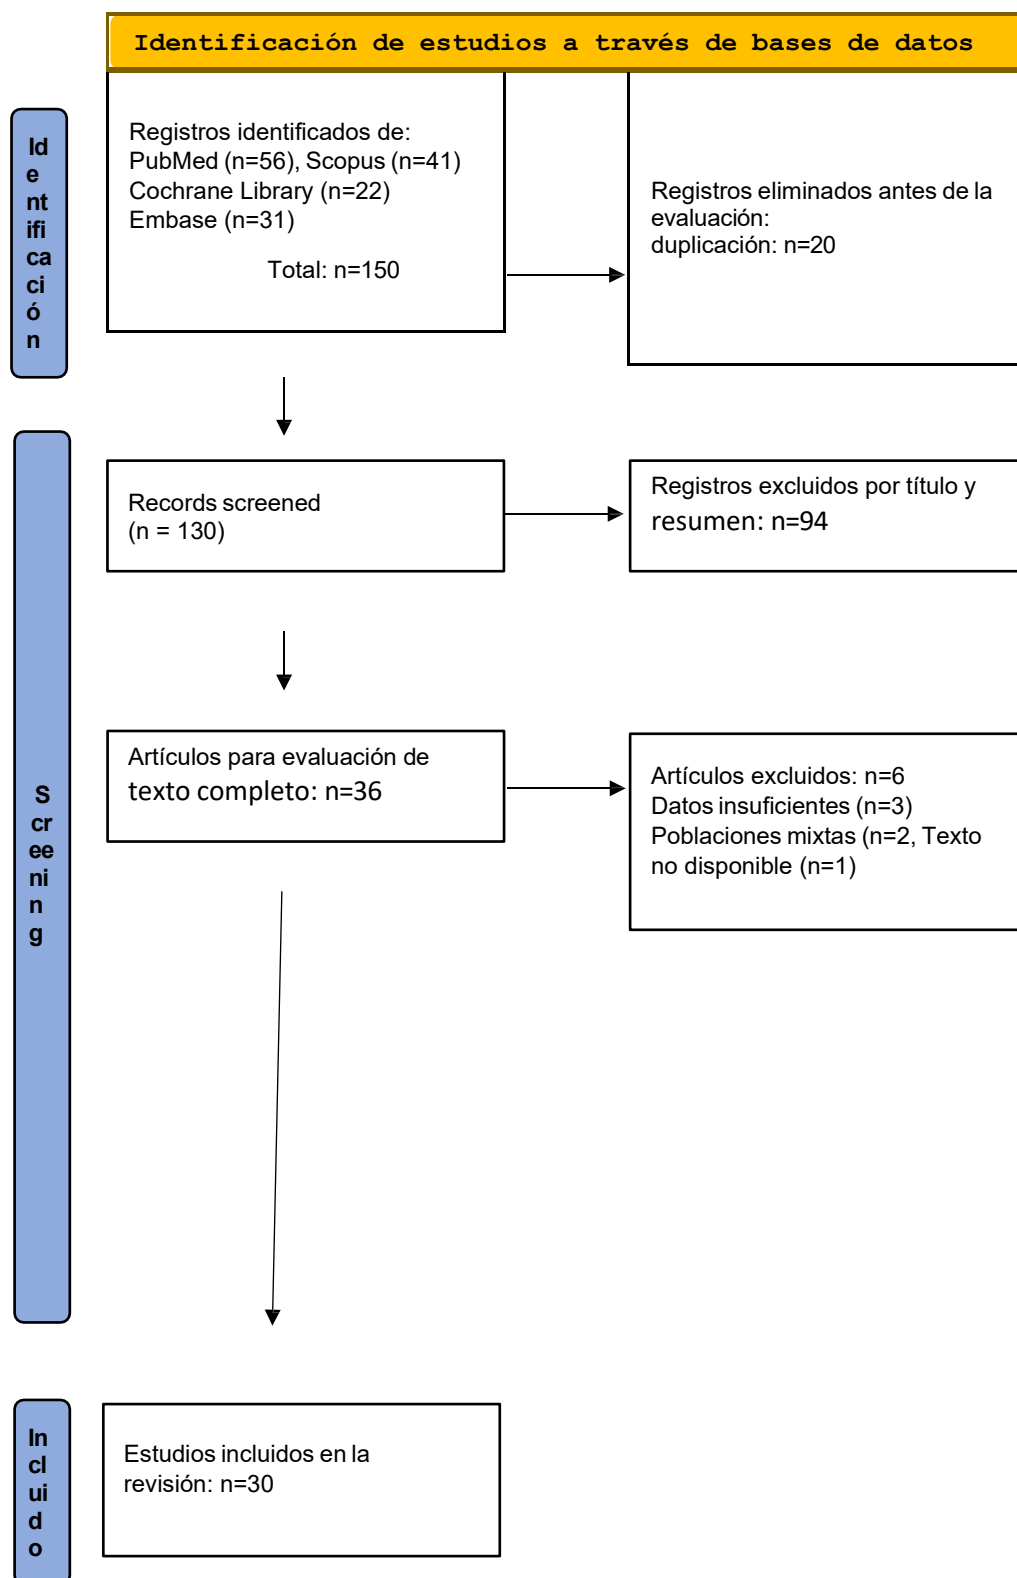 Identificación de estudios a través de bases de datos
Id
e
nt
ifi
ca
ci
ó
n
Registros identificados de:
PubMed (n=56), Scopus (n=41)
Cochrane Library (n=22)
Embase (n=31)
Total: n=150
Registros eliminados antes de la
evaluación:
duplicación: n=20
S
cr
ee
ni
n
g
Records screened
(n = 130)
Registros excluidos por título y
resumen: n=94
Artículos para evaluación de
texto completo: n=36
Artículos excluidos: n=6
Datos insuficientes (n=3)
Poblaciones mixtas (n=2, Texto
no disponible (n=1)
In
cl
ui
d
o
Estudios incluidos en la
revisión: n=30